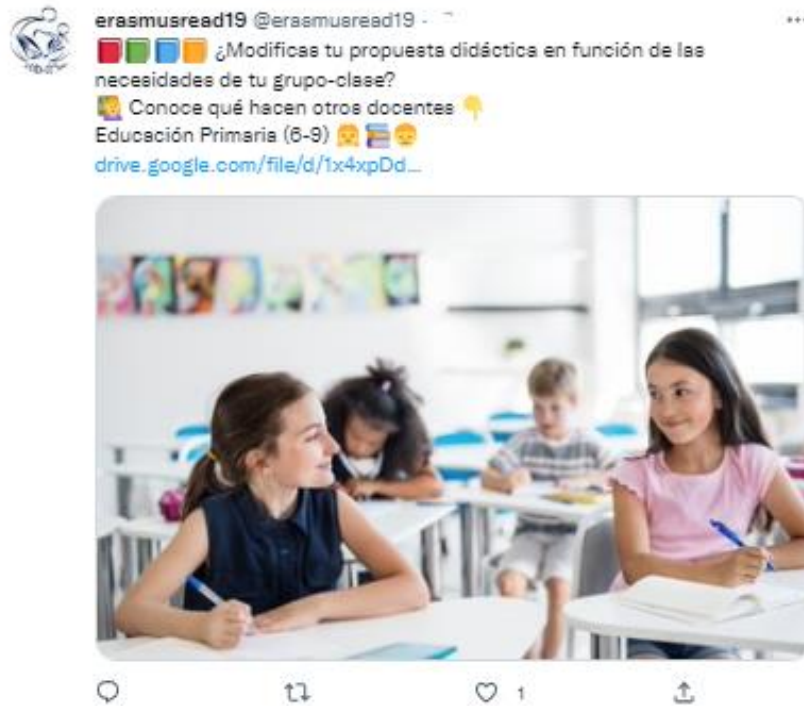 erasmusread19 @erasmusread19 ·
📕📗📘📙 ¿Modificas tu propuesta didáctica en función de las
necesidades de tu grupo-clase?
🙋 Conoce qué hacen otros docentes 👇
Educación Primaria (6-9) 👧📚👦
drive.google.com/file/d/1x4xpDd...
1